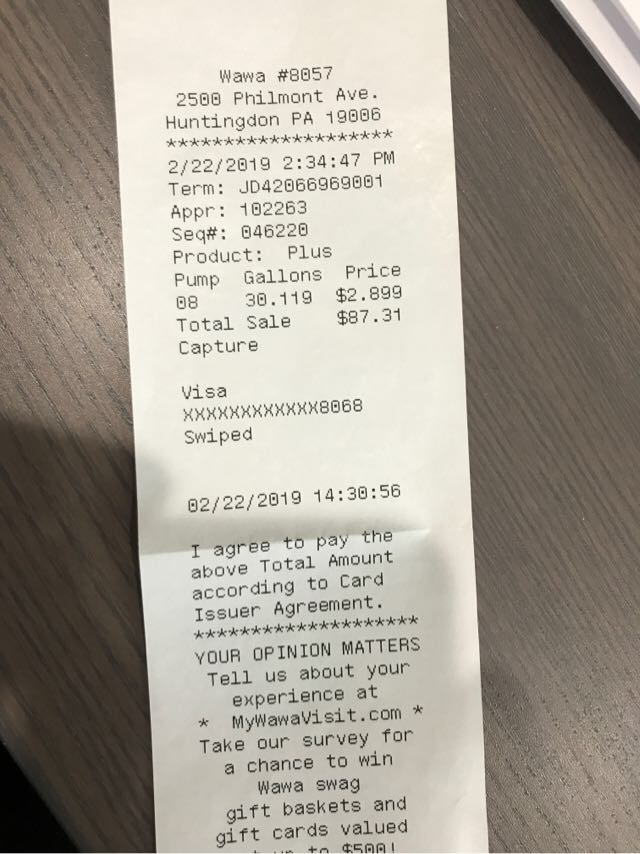 Wawa #8057
2500 Philmont Ave.
Huntingdon PA 19006
********************
2/22/2019 2:34:47 PM
Term: JD42066969001
Appr: 102263
Seq#: 046220
Product: Plus
Pump Gallons Price
08 30.119 $2.899
Total Sale $87.31
Capture
Visa
XXXXXXXXXXXX8068
Swiped
02/22/2019 14:30:56
I agree to pay the
above Total Amount
according to Card
Issuer Agreement.
********************
YOUR OPINION MATTERS
Tell us about your
experience at
* MyWawaVisit.com *
Take our survey for
a chance to win
Wawa swag
gift baskets and
gift cards valued
up to $500!